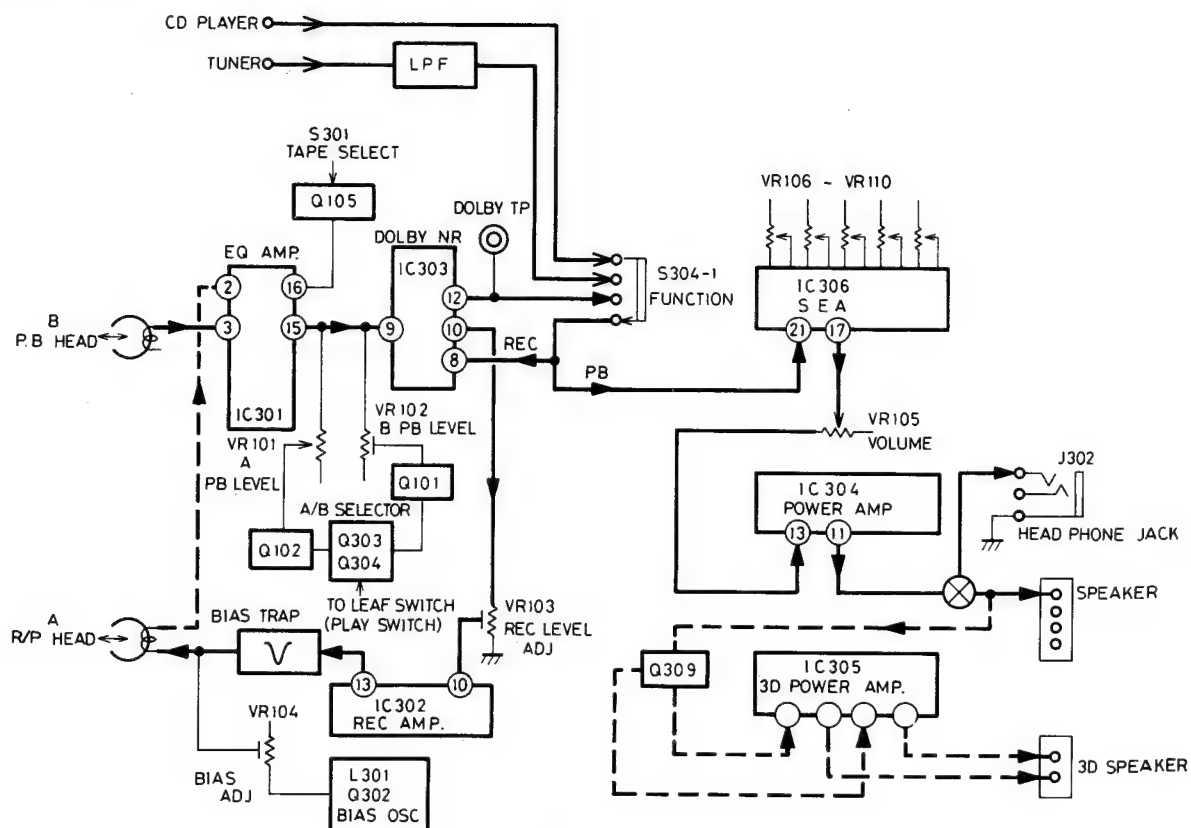 CD PLAYER
TUNER
LPF
S301
TAPE SELECT
Q105
EQ AMP.
2
16
3
15
IC301
B
P.B HEAD
DOLBY NR
IC303
9
12
10
8
DOLBY TP
S304-1
FUNCTION
REC
PB
VR106 ~ VR110
IC306
SEA
21
17
VR105
VOLUME
VR101
A
PB LEVEL
VR102
B PB LEVEL
Q101
A/B SELECTOR
Q102
Q303
Q304
TO LEAF SWITCH
(PLAY SWITCH)
IC304
POWER AMP
13
11
J302
HEAD PHONE JACK
SPEAKER
A
R/P HEAD
BIAS TRAP
VR103
REC LEVEL
ADJ
13
10
IC302
REC AMP.
VR104
BIAS
ADJ
L301
Q302
BIAS OSC
Q309
IC305
3D POWER AMP.
3D SPEAKER